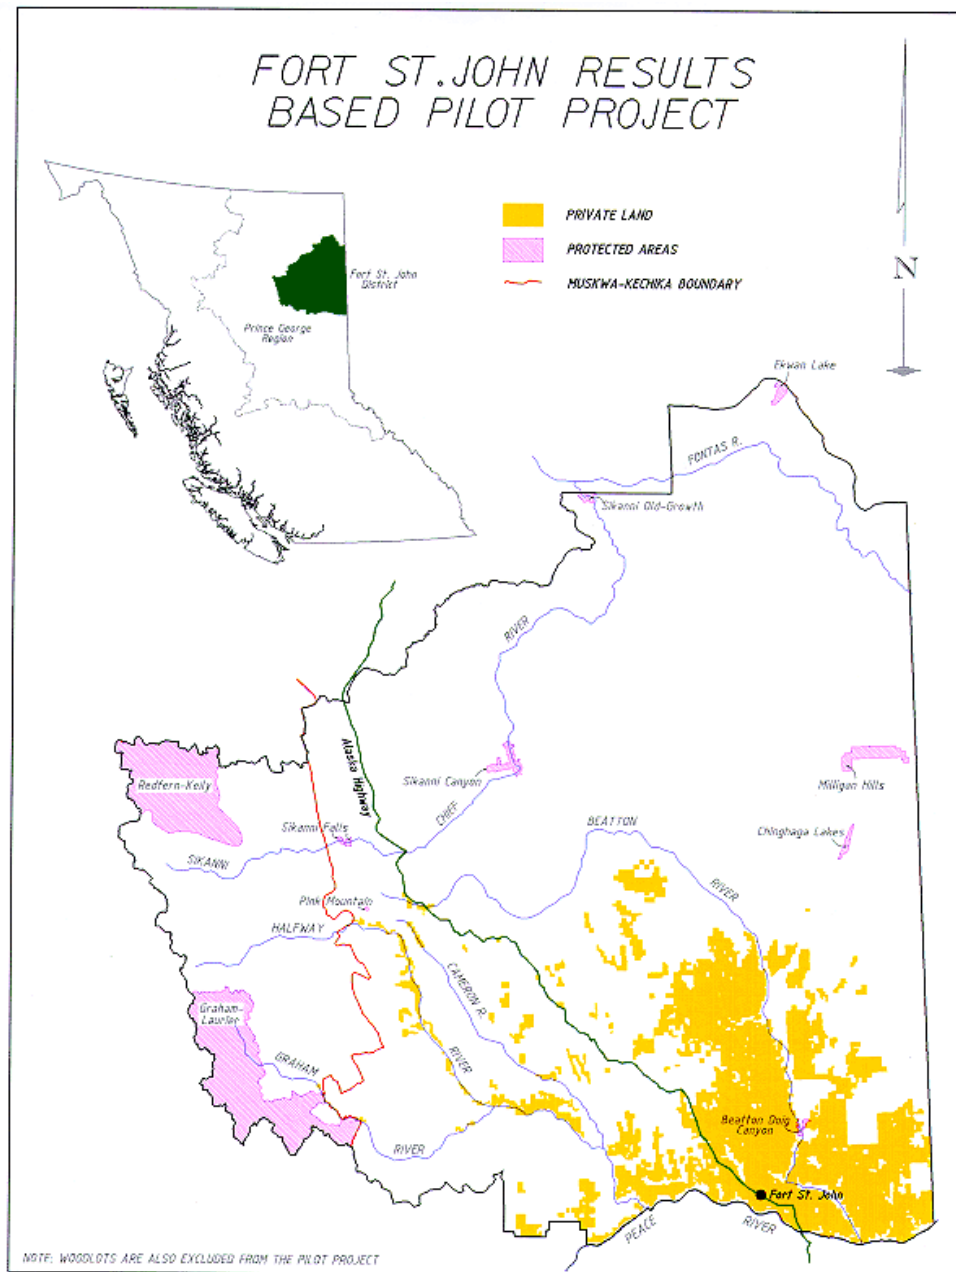 FORT ST. JOHN RESULTS
BASED PILOT PROJECT
PRIVATE LAND
PROTECTED AREAS
MUSKWA-KECHIKA BOUNDARY
N
Fort St. John
District
Prince George
Region
Ekwan Lake
FONTAS R.
Sikanni Old-Growth
RIVER
Alaska Highway
Redfern-Keily
Sikanni Canyon
Milligan Hills
CHIEF
Sikanni Falls
BEATTON
Chinghaga Lakes
SIKANNI
RIVER
Pink Mountain
HALFWAY
CAMERON R.
Graham-
Laurier
GRAHAM
RIVER
Beatton Doig
Canyon
RIVER
Fort St. John
PEACE
RIVER
NOTE: WOODLOTS ARE ALSO EXCLUDED FROM THE PILOT PROJECT